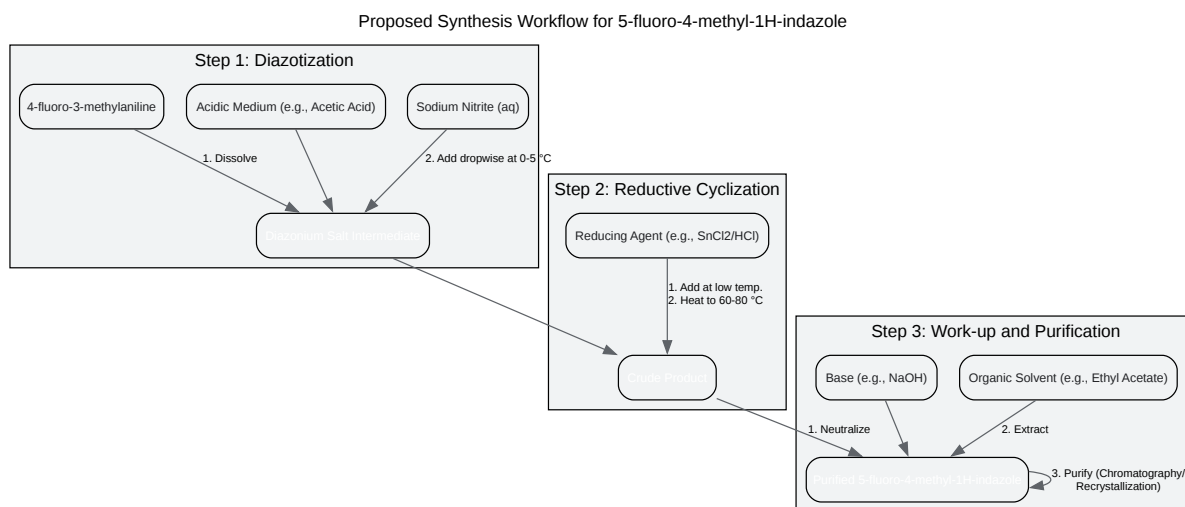 Proposed Synthesis Workflow for 5-fluoro-4-methyl-1H-indazole
Step 1: Diazotization
4-fluoro-3-methylaniline
Acidic Medium (e.g., Acetic Acid)
Sodium Nitrite (aq)
1. Dissolve
2. Add dropwise at 0-5 °C
Diazonium Salt Intermediate
Step 2: Reductive Cyclization
Reducing Agent (e.g., SnCl2/HCl)
1. Add at low temp.
2. Heat to 60-80 °C
Crude Product
Step 3: Work-up and Purification
Base (e.g., NaOH)
Organic Solvent (e.g., Ethyl Acetate)
1. Neutralize
2. Extract
Purified 5-fluoro-4-methyl-1H-indazole
3. Purify (Chromatography/
Recrystallization)